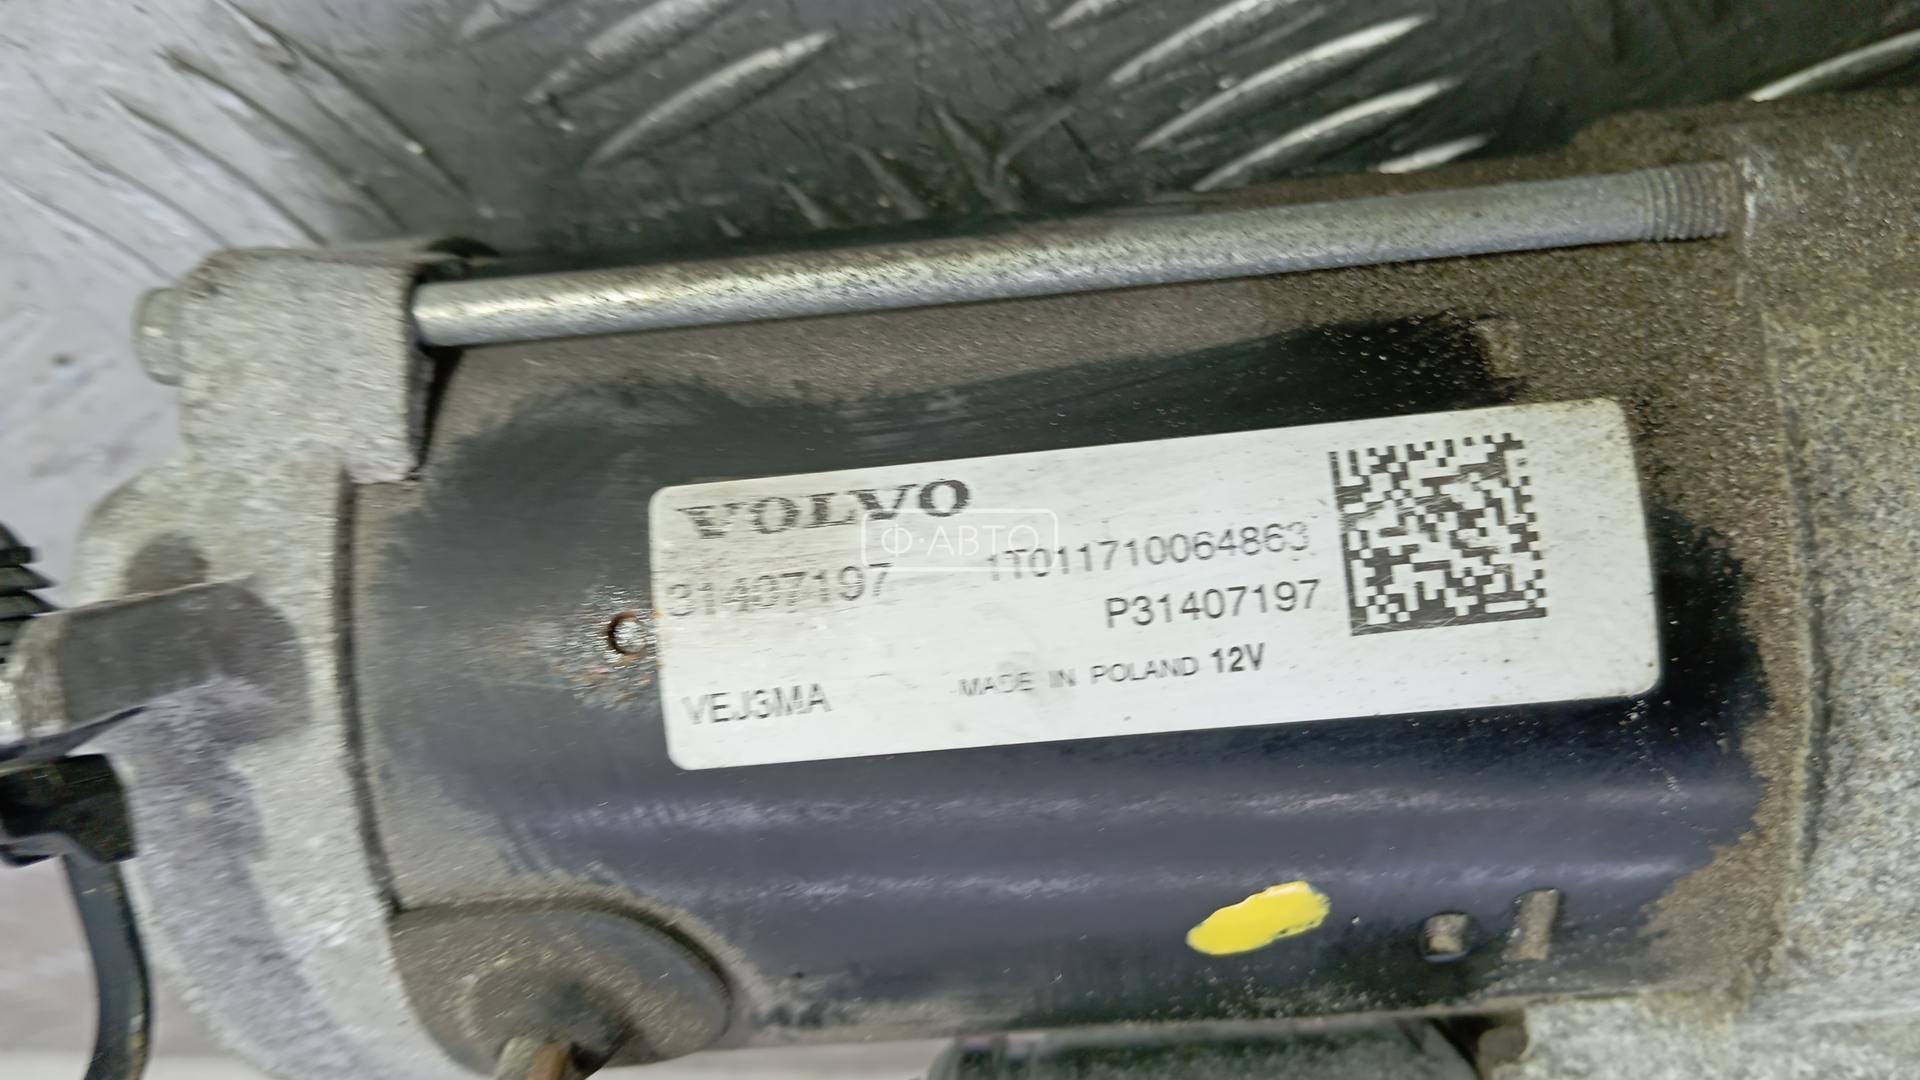 VOLVO
Ф·АВТО
31407197 1T011710064863
P31407197
VEJ3MA MADE IN POLAND 12V